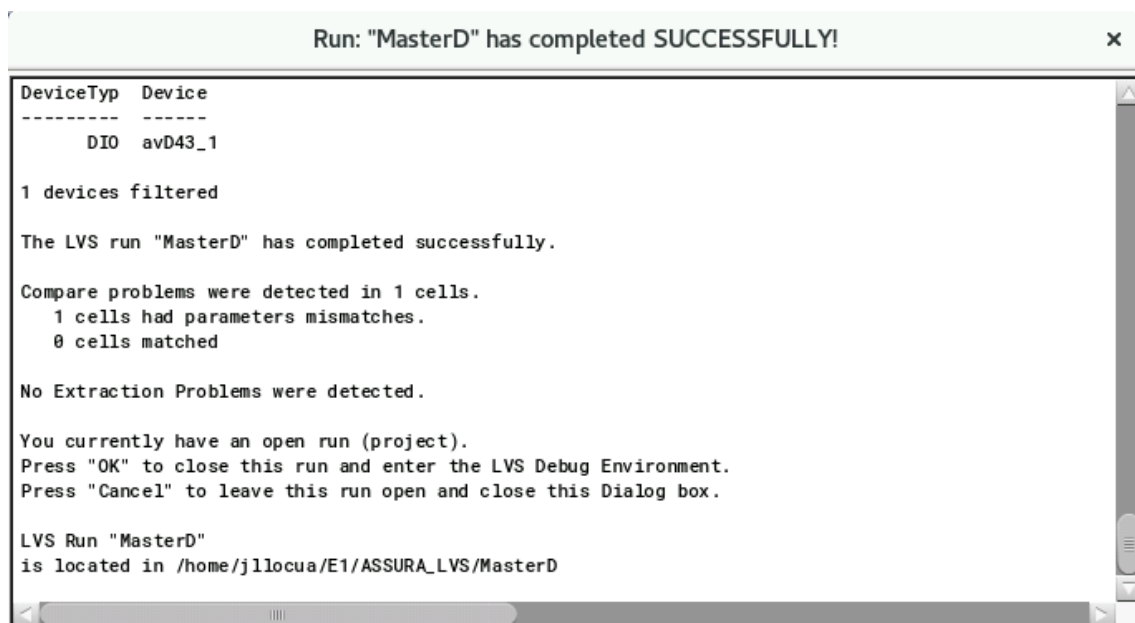 Run: "MasterD" has completed SUCCESSFULLY!
×
DeviceTyp  Device
---------  ------
      DIO  avD43_1
1 devices filtered
The LVS run "MasterD" has completed successfully.
Compare problems were detected in 1 cells.
   1 cells had parameters mismatches.
   0 cells matched
No Extraction Problems were detected.
You currently have an open run (project).
Press "OK" to close this run and enter the LVS Debug Environment.
Press "Cancel" to leave this run open and close this Dialog box.
LVS Run "MasterD"
is located in /home/jllocua/E1/ASSURA_LVS/MasterD